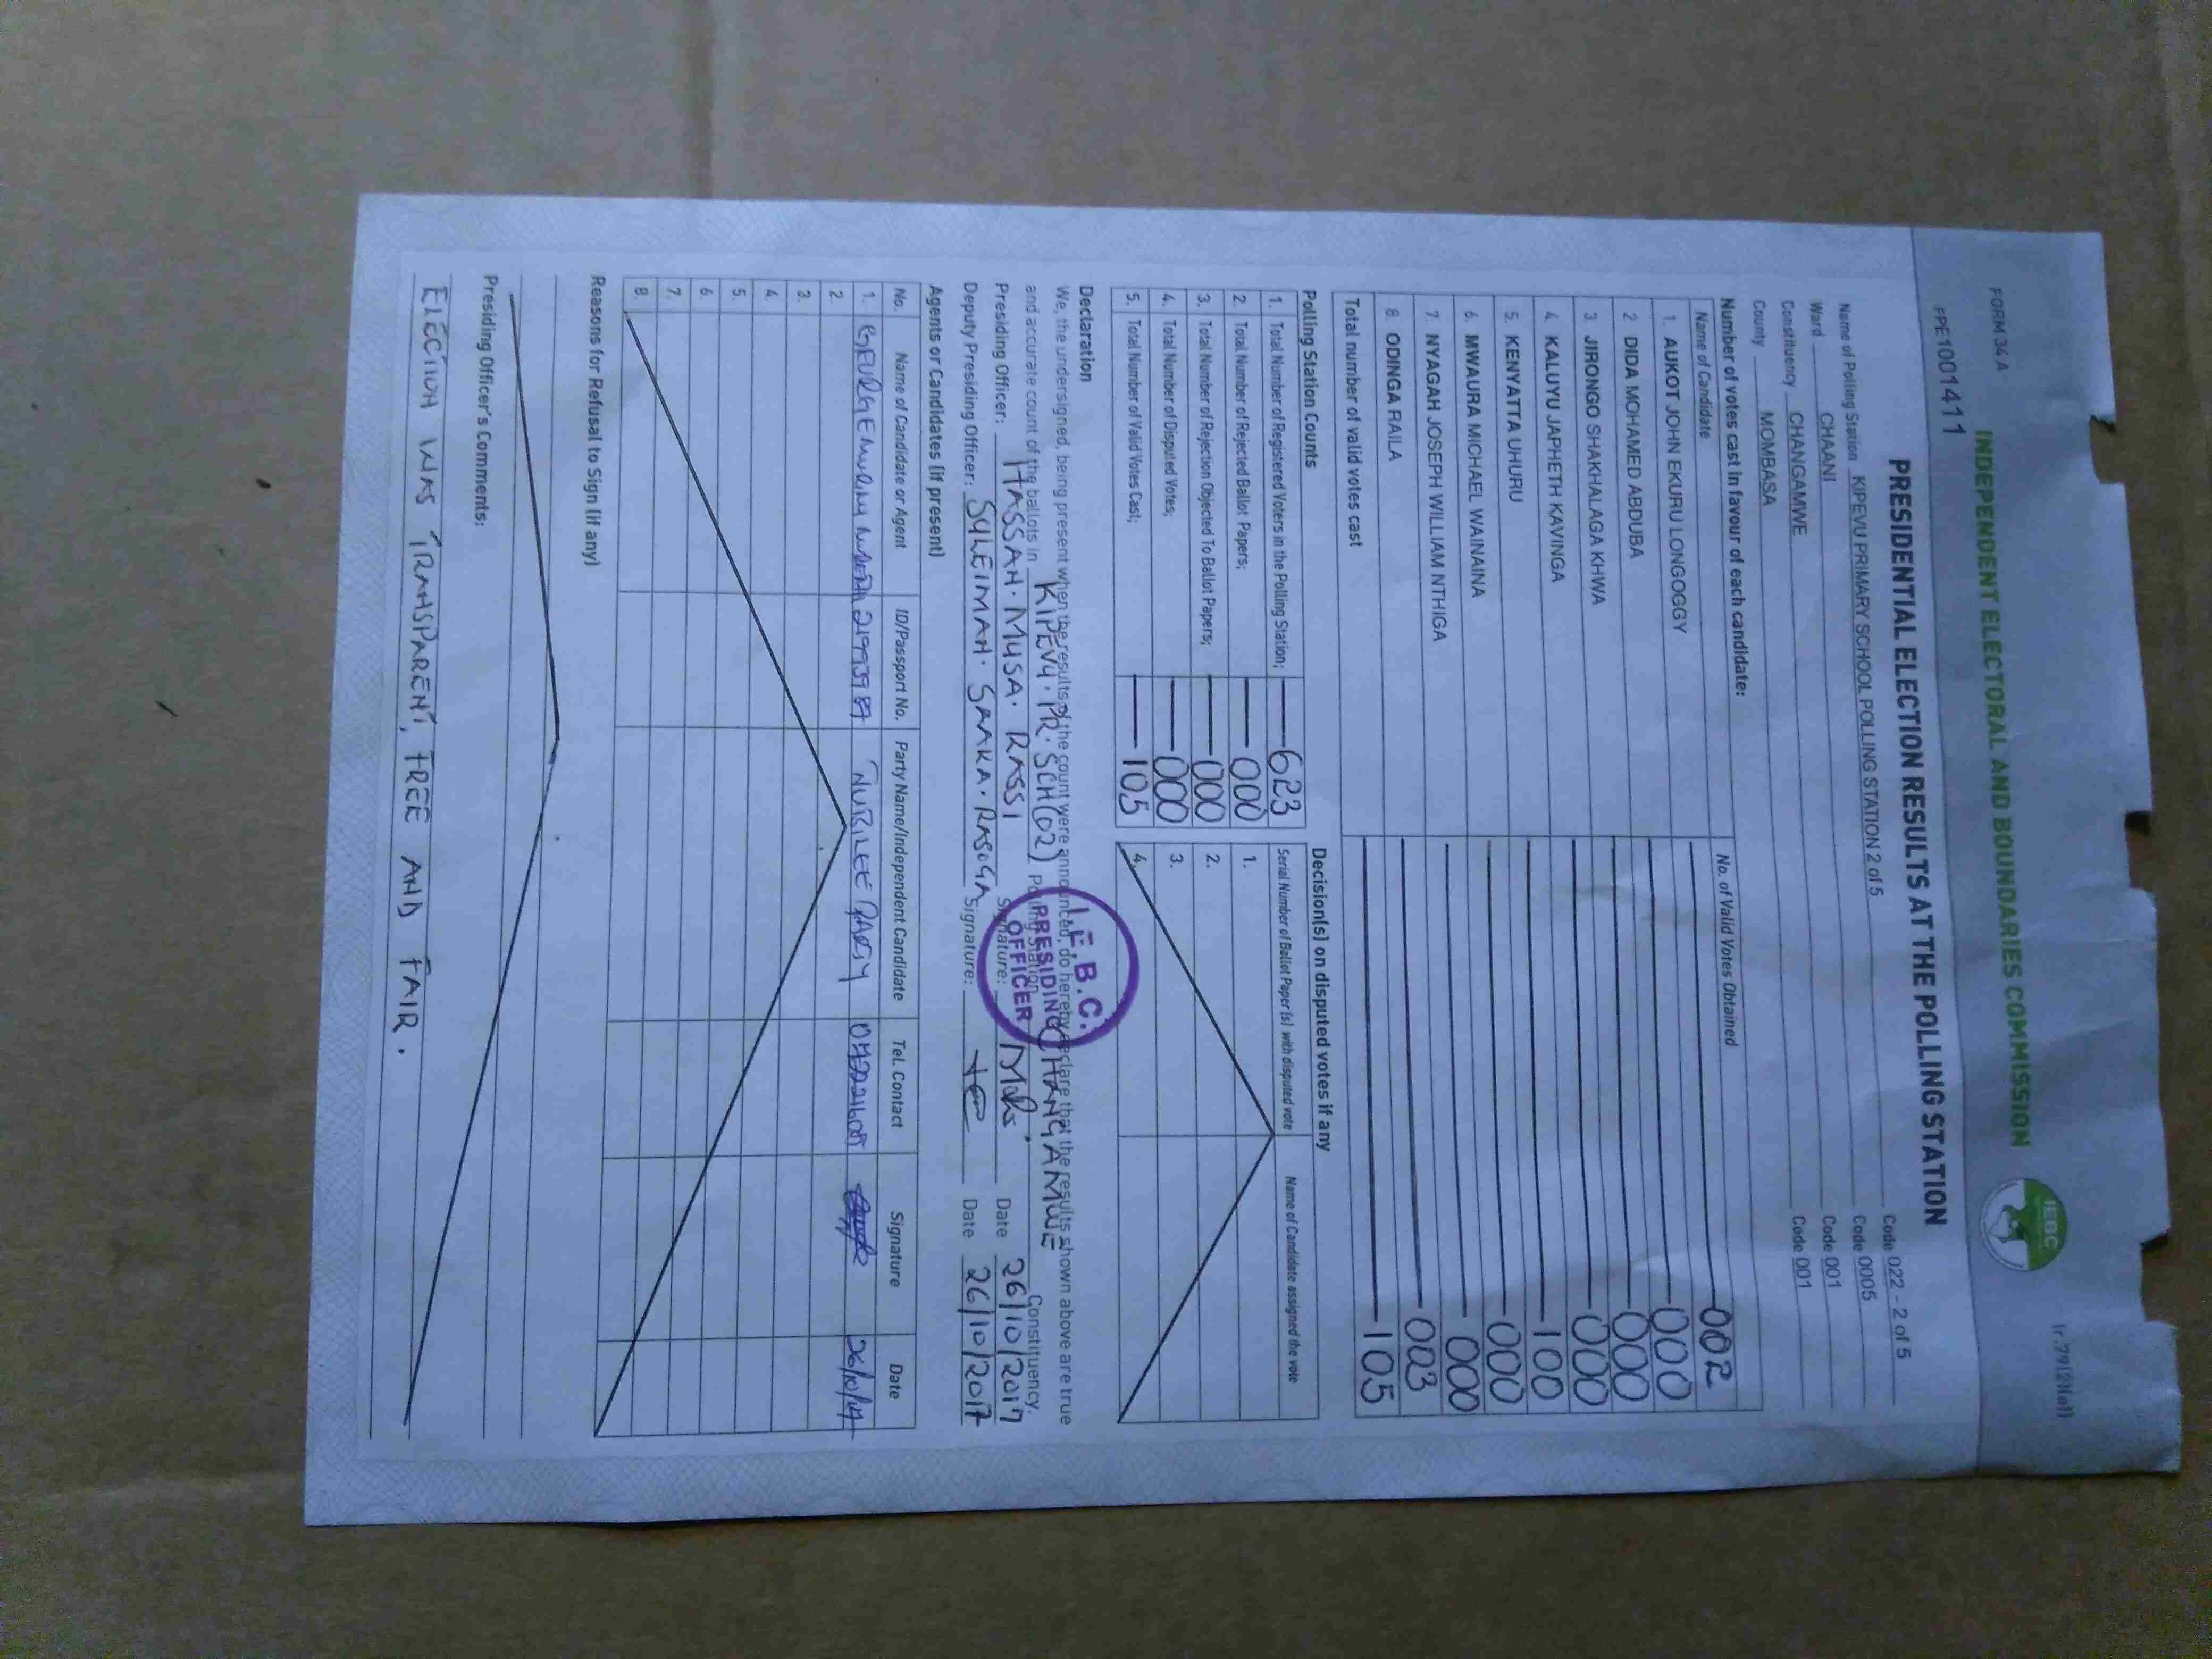 FORM 34A
INDEPENDENT ELECTORAL AND BOUNDARIES COMMISSION
IEBC
(r.79(2)(a))
FPE1001411
PRESIDENTIAL ELECTION RESULTS AT THE POLLING STATION
Name of Polling Station KIPEVU PRIMARY SCHOOL POLLING STATION 2 of 5 Code 022 - 2 of 5
Ward CHAANI Code 0005
Constituency CHANGAMWE Code 001
County MOMBASA Code 001
Number of votes cast in favour of each candidate:
Name of Candidate No. of Valid Votes Obtained
1. AUKOT JOHN EKURU LONGOGGY 002
2 DIDA MOHAMED ABDUBA 000
3. JIRONGO SHAKHALAGA KHWA 000
4. KALUYU JAPHETH KAVINGA 000
5. KENYATTA UHURU 100
6. MWAURA MICHAEL WAINAINA 000
7. NYAGAH JOSEPH WILLIAM NTHIGA 000
8. ODINGA RAILA 003
Total number of valid votes cast 105
Polling Station Counts
1. Total Number of Registered Voters in the Polling Station; 623
2. Total Number of Rejected Ballot Papers; 000
3. Total Number of Rejection Objected To Ballot Papers; 000
4. Total Number of Disputed Votes; 000
5. Total Number of Valid Votes Cast; 105
Decision(s) on disputed votes if any
Serial Number of Ballot Paper (s) with disputed vote Name of Candidate assigned the vote
1.
2.
3.
4.
Declaration
We, the undersigned, being present when the results of the count were announced, do hereby declare that the results shown above are true
and accurate count of the ballots in KIPEVU. PR. SCH (02) Polling Station CHANGAMWE Constituency.
Presiding Officer: HASSAN. MUSA. RASSI Signature: Date 26/10/2017
Deputy Presiding Officer: SULEIMAN. SAAKA. RASOGA Signature: Date 26/10/2017
I.E.B.C.
PRESIDING
OFFICER
Agents or Candidates (if present)
No. Name of Candidate or Agent ID/Passport No. Party Name/Independent Candidate Tel. Contact Signature Date
1. GEORGE JUBILEE PARTY 26/10/17
2.
3.
4.
5.
6.
7.
8.
Reasons for Refusal to Sign (if any)
Presiding Officer's Comments:
ELECTION WAS TRANSPARENT, FREE AND FAIR.